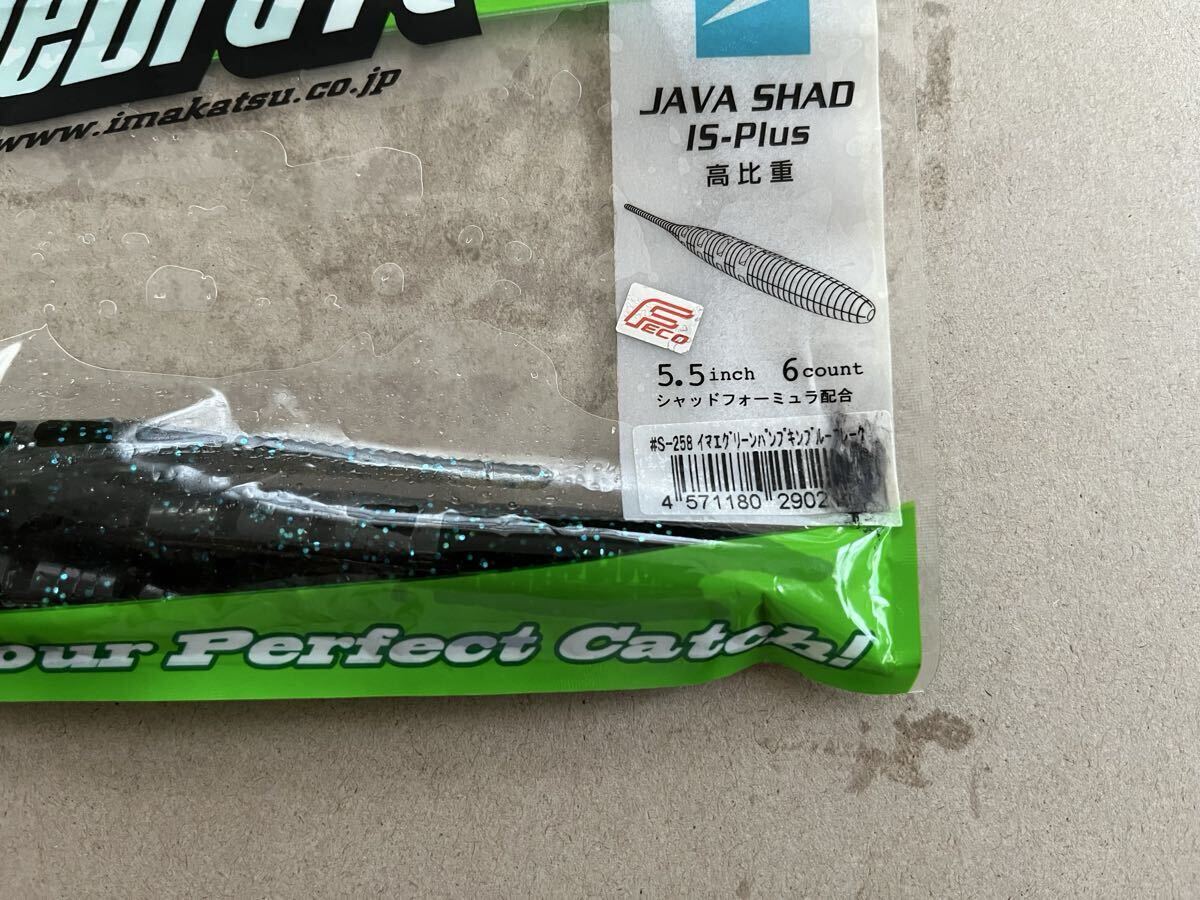 www.imakatsu.co.jp
JAVA SHAD
IS-Plus
高比重
FECO
5.5inch 6count
シャッドフォーミュラ配合
#S-258 イマエグリーンパンプキンブルーフレーク
4 571180 2902
our Perfect Catch!